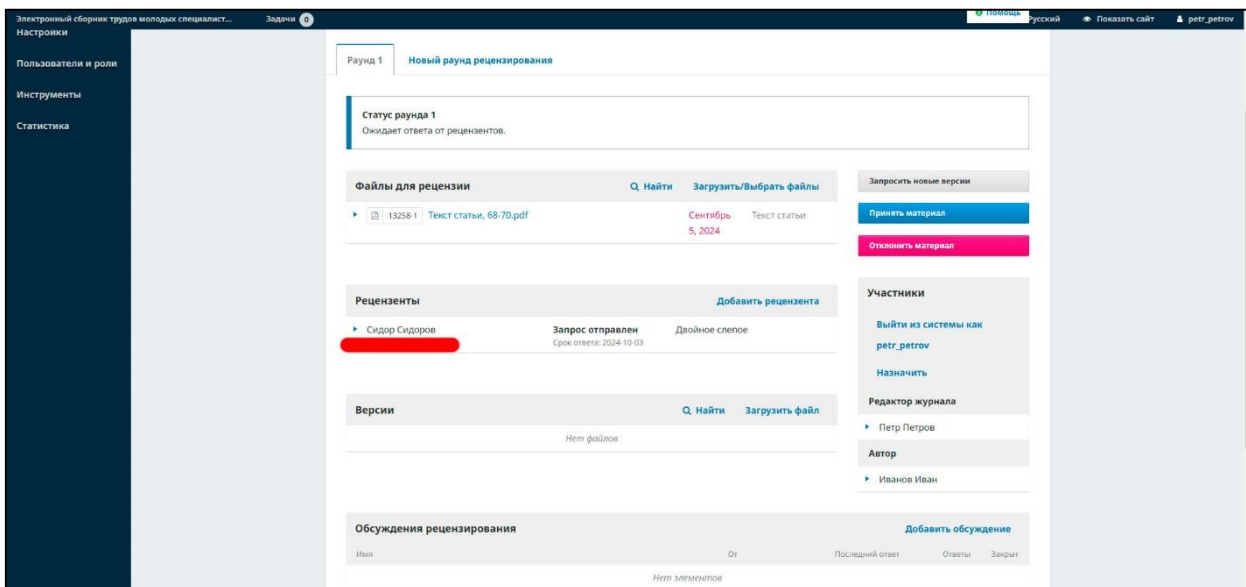 Электронный сборник трудов молодых специалист...
Задачи 0
Помощь
Русский
Показать сайт
petr_petrov
Настройки
Пользователи и роли
Инструменты
Статистика
Раунд 1
Новый раунд рецензирования
Статус раунда 1
Ожидает ответа от рецензентов.
Файлы для рецензии
Найти
Загрузить/Выбрать файлы
13258-1 Текст статьи, 68-70.pdf
Сентябрь
5, 2024
Текст статьи
Запросить новые версии
Принять материал
Отклонить материал
Рецензенты
Добавить рецензента
Сидор Сидоров
Запрос отправлен
Срок ответа: 2024-10-03
Двойное слепое
Участники
Выйти из системы как
petr_petrov
Назначить
Редактор журнала
Петр Петров
Автор
Иванов Иван
Версии
Найти
Загрузить файл
Нет файлов
Обсуждения рецензирования
Добавить обсуждение
Имя
От
Последний ответ
Ответы
Закрыт
Нет элементов